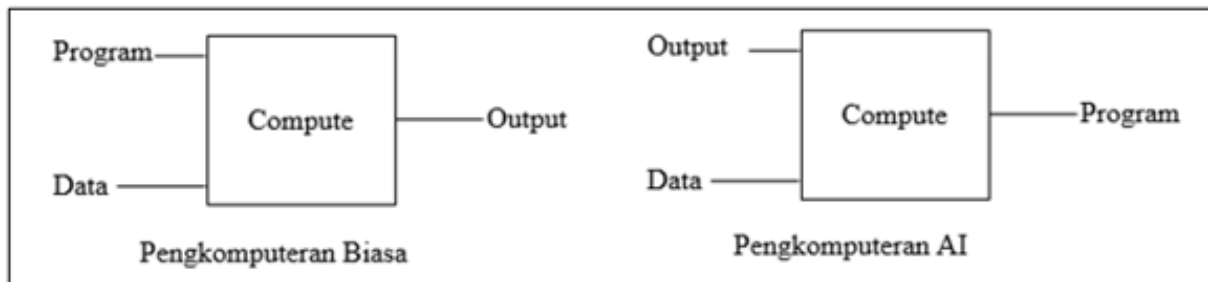 Program
Compute
Output
Data
Pengkomputeran Biasa
Output
Compute
Program
Data
Pengkomputeran AI